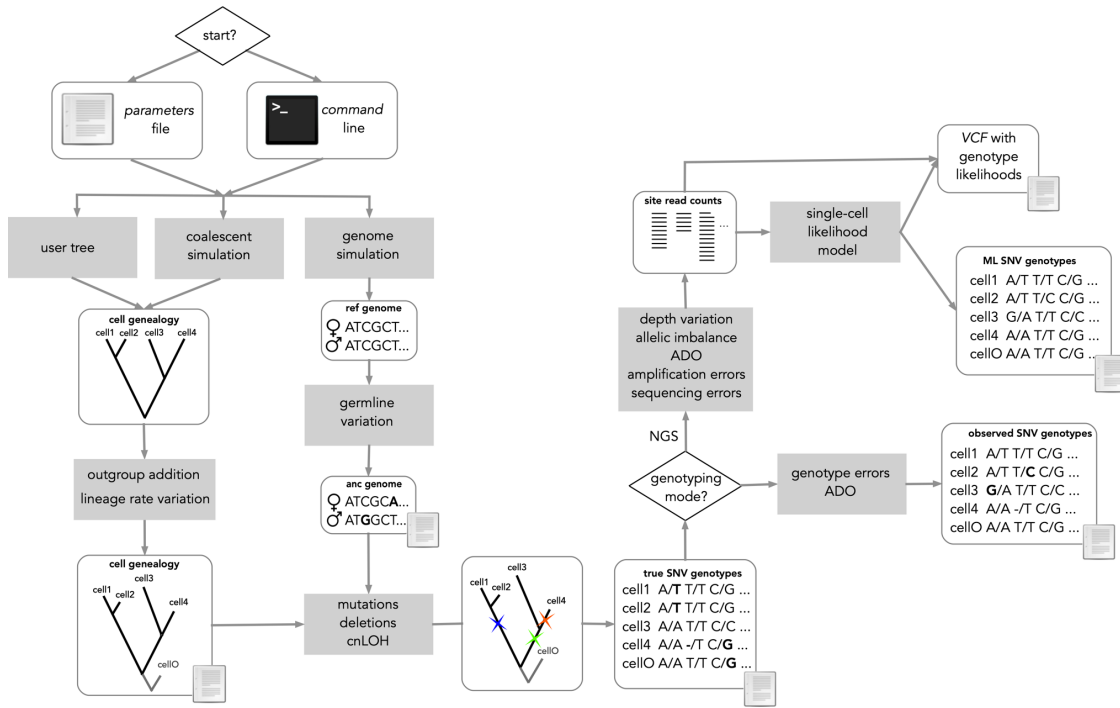 start?
parameters
file
>_
command
line
user tree
coalescent
simulation
genome
simulation
cell genealogy
cell1 cell2 cell3 cell4
ref genome
♀ ATCGCT...
♂ ATCGCT...
outgroup addition
lineage rate variation
germline
variation
anc genome
♀ ATCGCA...
♂ ATGGCT...
cell genealogy
cell3
cell1
cell2
cell4
cellO
mutations
deletions
cnLOH
cell3
cell1
cell2
cell4
cellO
true SNV genotypes
cell1 A/T T/T C/G ...
cell2 A/T T/T C/G ...
cell3 A/A T/T C/C ...
cell4 A/A -/T C/G ...
cellO A/A T/T C/G ...
genotyping
mode?
NGS
depth variation
allelic imbalance
ADO
amplification errors
sequencing errors
site read counts
...
single-cell
likelihood
model
VCF with
genotype
likelihoods
ML SNV genotypes
cell1 A/T T/T C/G ...
cell2 A/T T/C C/G ...
cell3 G/A T/T C/C ...
cell4 A/A T/T C/G ...
cellO A/A T/T C/G ...
genotype errors
ADO
observed SNV genotypes
cell1 A/T T/T C/G ...
cell2 A/T T/C C/G ...
cell3 G/A T/T C/C ...
cell4 A/A -/T C/G ...
cellO A/A T/T C/G ...